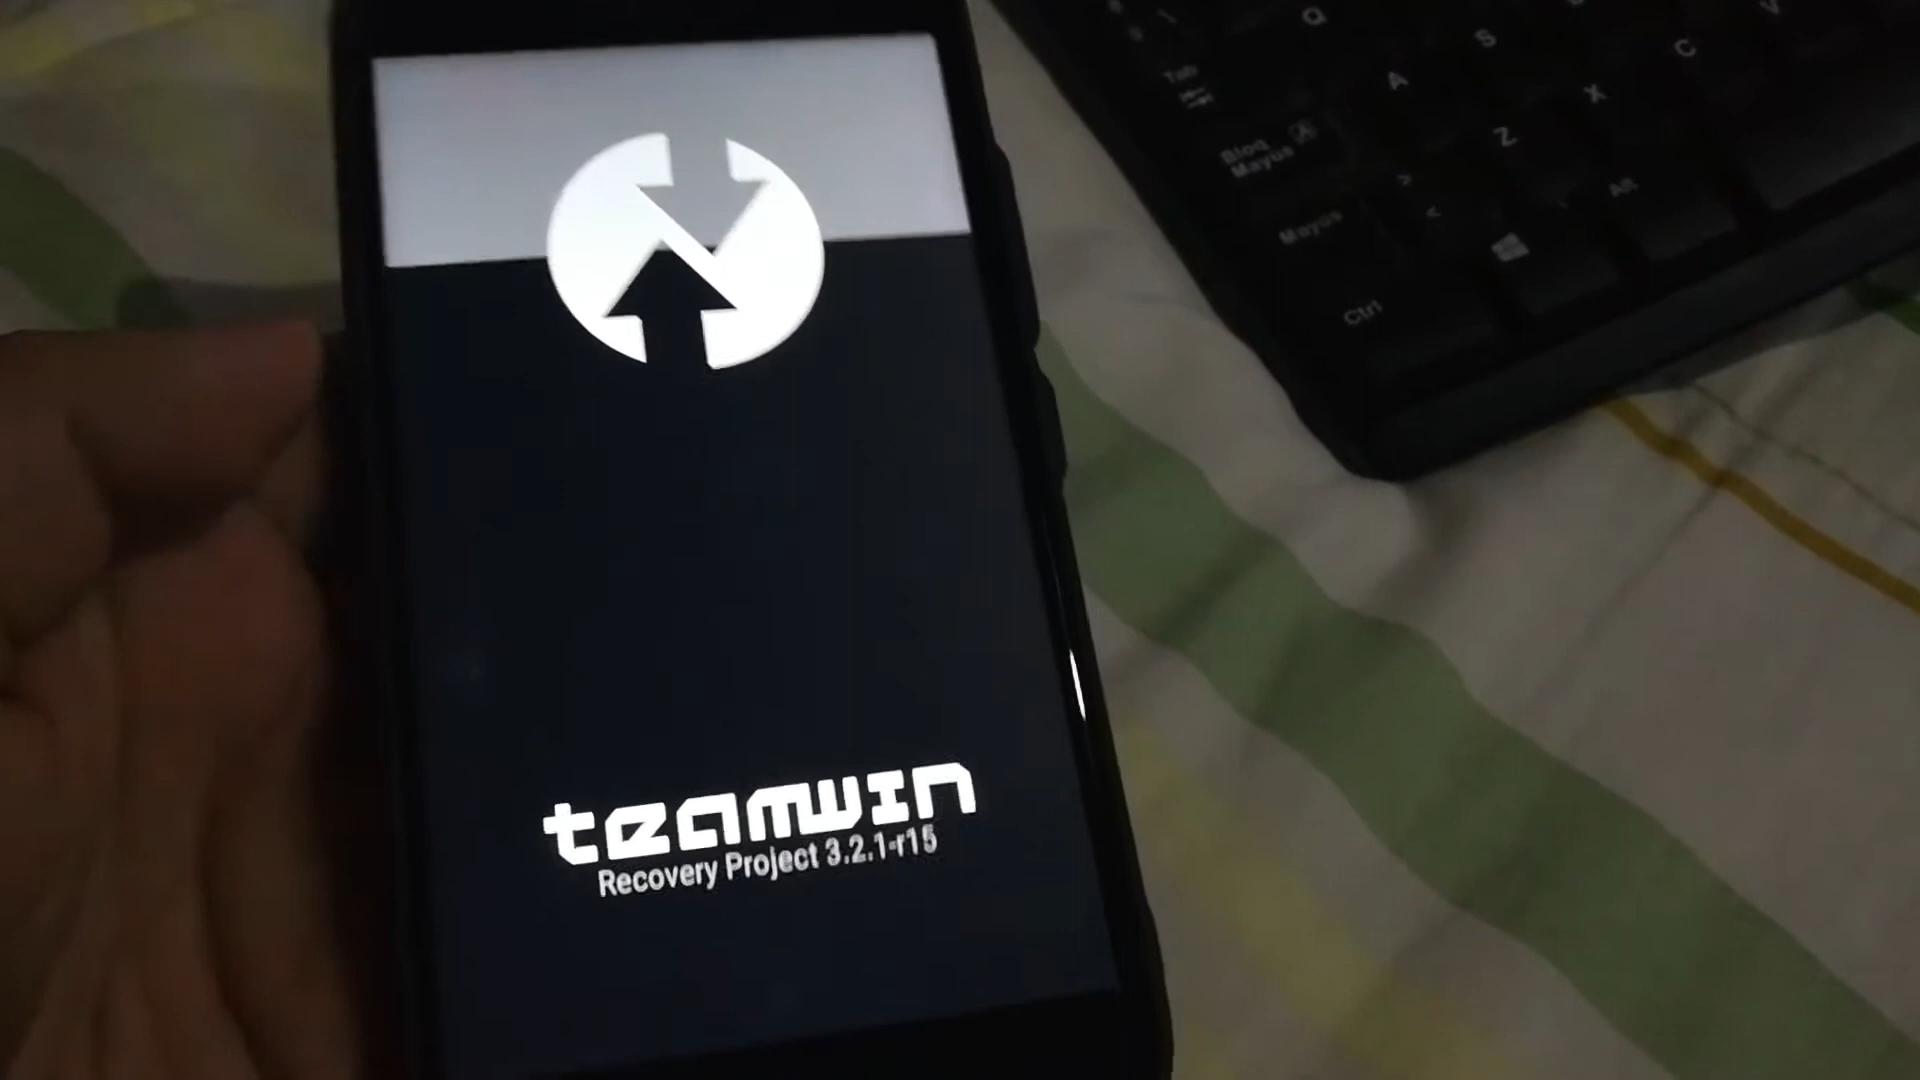 teamwin
Recovery Project 3.2.1-r15
Q
Tab
A
S
C
V
Bloq
Mayus
Z
X
>
<
Mayus
Alt
Ctrl